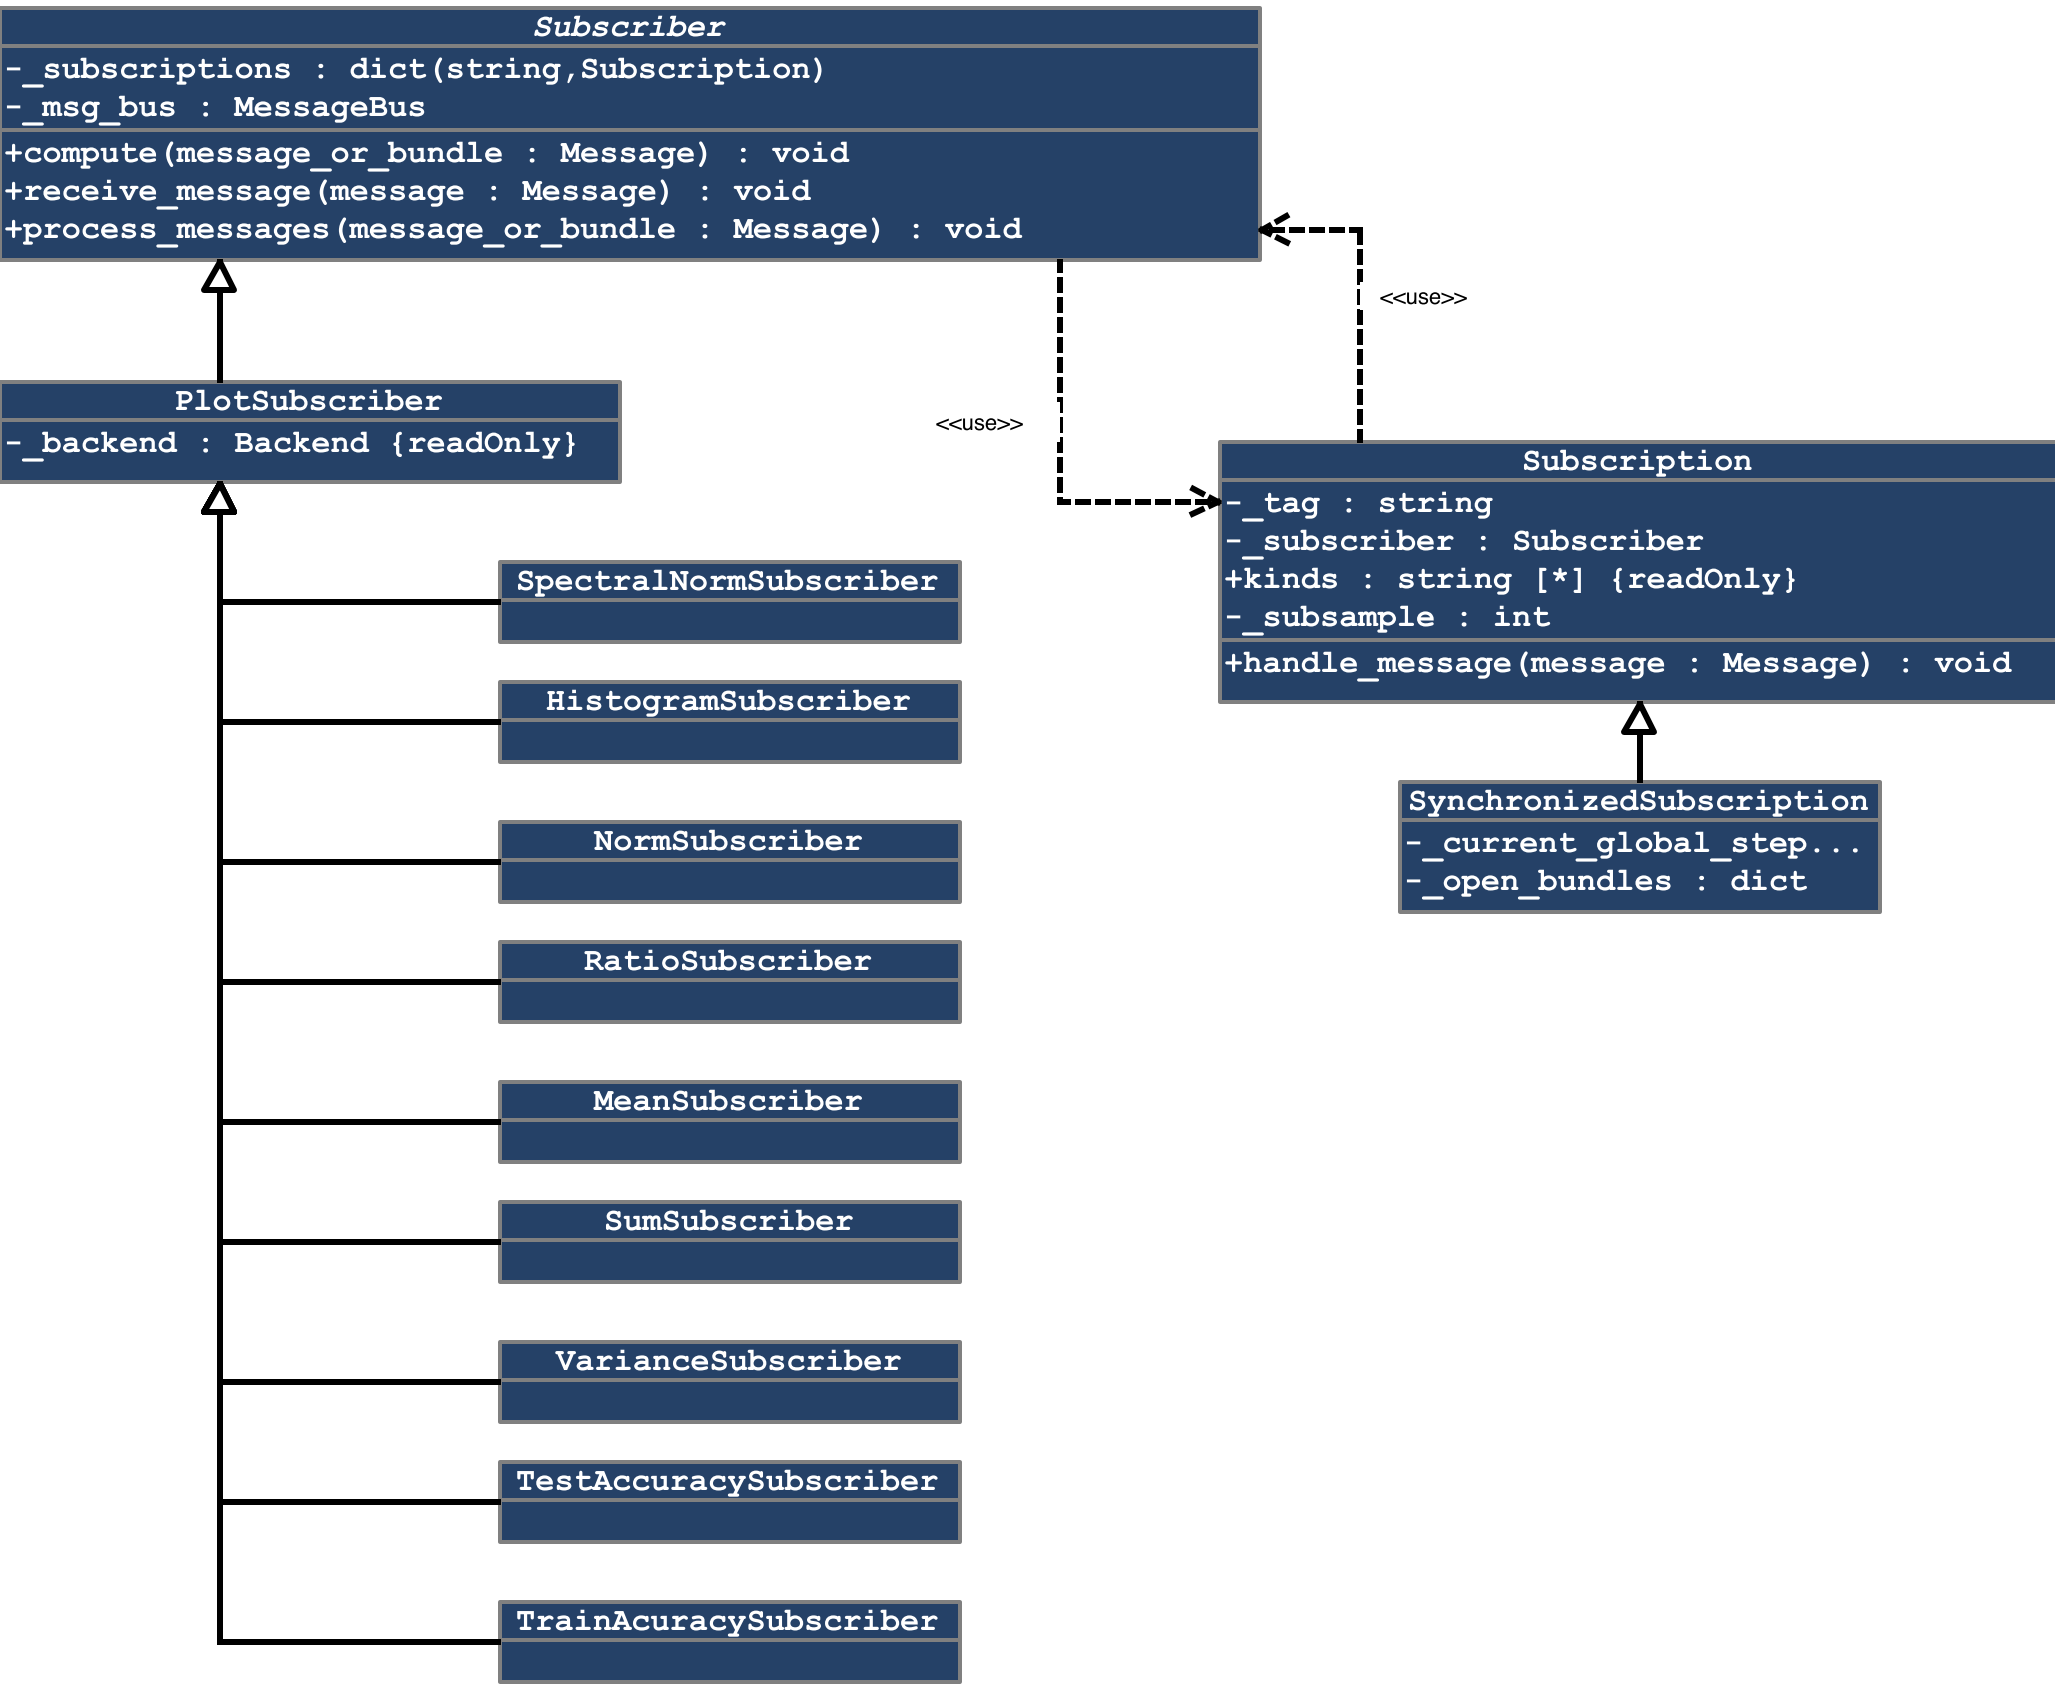 Subscriber
-_subscriptions : dict(string,Subscription)
-_msg_bus : MessageBus
+compute(message_or_bundle : Message) : void
+receive_message(message : Message) : void
+process_messages(message_or_bundle : Message) : void
<<use>>
<<use>>
PlotSubscriber
-_backend : Backend {readOnly}
Subscription
-_tag : string
-_subscriber : Subscriber
+kinds : string [*] {readOnly}
-_subsample : int
+handle_message(message : Message) : void
SynchronizedSubscription
-_current_global_step...
-_open_bundles : dict
SpectralNormSubscriber
HistogramSubscriber
NormSubscriber
RatioSubscriber
MeanSubscriber
SumSubscriber
VarianceSubscriber
TestAccuracySubscriber
TrainAcuracySubscriber